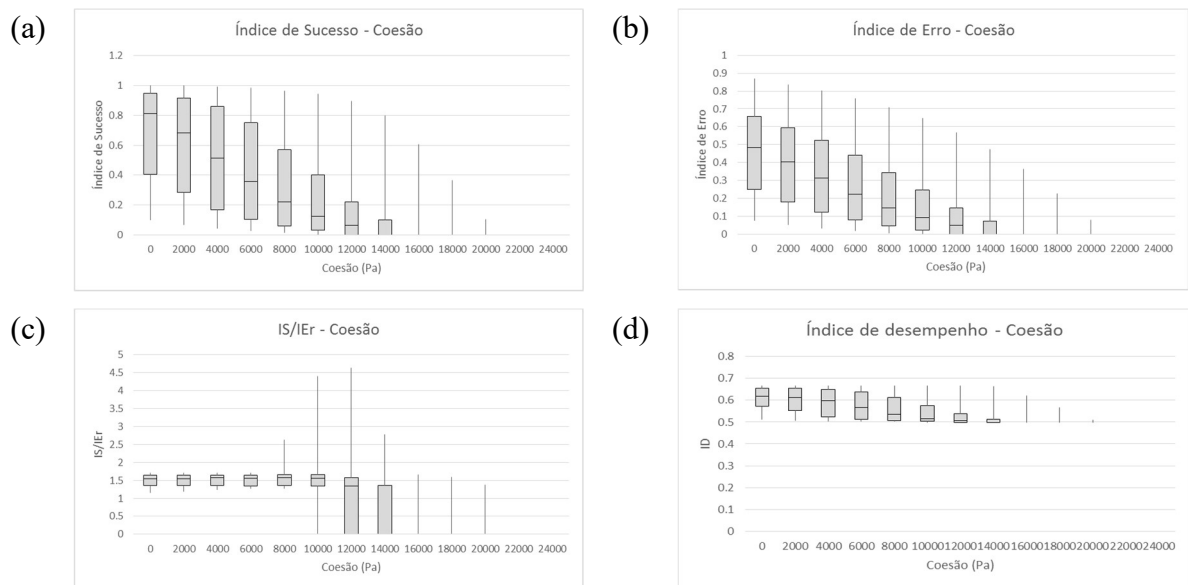 (a)
Índice de Sucesso - Coesão
Índice de Sucesso
1.2
1
0.8
0.6
0.4
0.2
0
0 2000 4000 6000 8000 10000 12000 14000 16000 18000 20000 22000 24000
Coesão (Pa)
(b)
Índice de Erro - Coesão
Índice de Erro
1
0.9
0.8
0.7
0.6
0.5
0.4
0.3
0.2
0.1
0
0 2000 4000 6000 8000 10000 12000 14000 16000 18000 20000 22000 24000
Coesão (Pa)
(c)
IS/IEr - Coesão
IS/IEr
5
4.5
4
3.5
3
2.5
2
1.5
1
0.5
0
0 2000 4000 6000 8000 10000 12000 14000 16000 18000 20000 22000 24000
Coesão (Pa)
(d)
Índice de desempenho - Coesão
ID
0.8
0.7
0.6
0.5
0.4
0.3
0.2
0.1
0
0 2000 4000 6000 8000 10000 12000 14000 16000 18000 20000 22000 24000
Coesão (Pa)